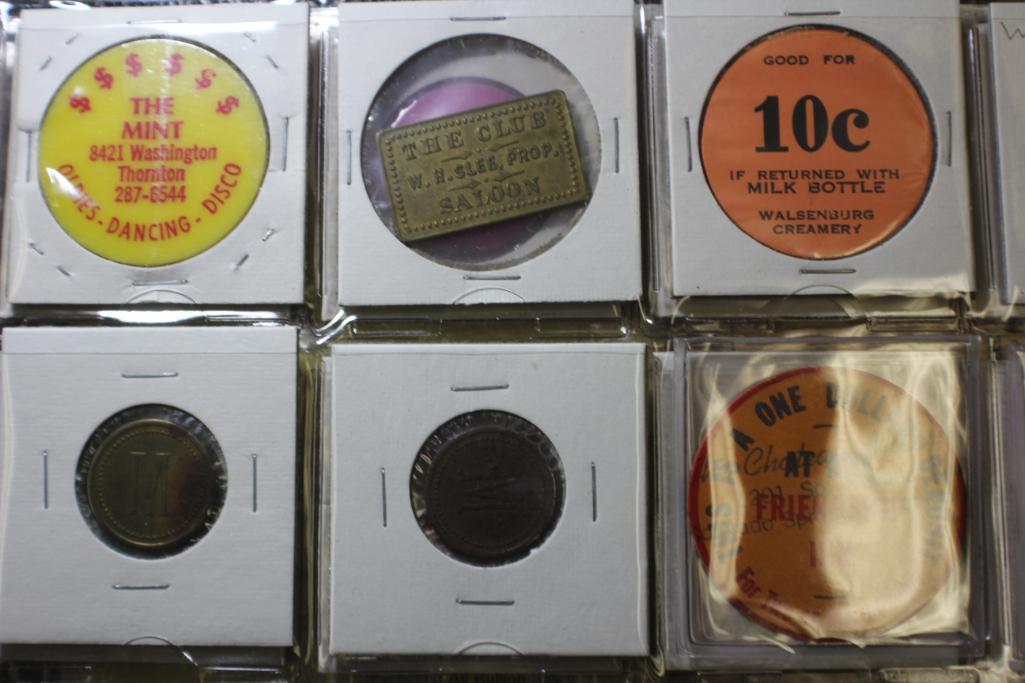 $ $ $ $ $ $
THE
MINT
8421 Washington
Thornton
287-6544
OLDIES - DANCING - DISCO
THE CLUB
W. H. SLEE, PROP.
SALOON
GOOD FOR
10c
IF RETURNED WITH
MILK BOTTLE
WALSENBURG
CREAMERY
W
H
A ONE
AT
For